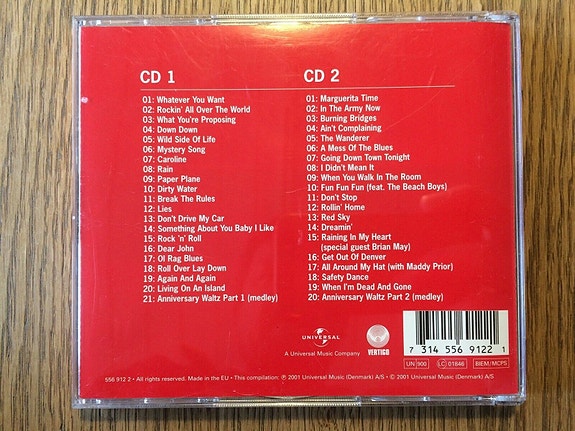 CD 1
01: Whatever You Want
02: Rockin' All Over The World
03: What You're Proposing
04: Down Down
05: Wild Side Of Life
06: Mystery Song
07: Caroline
08: Rain
09: Paper Plane
10: Dirty Water
11: Break The Rules
12: Lies
13: Don't Drive My Car
14: Something About You Baby I Like
15: Rock 'n' Roll
16: Dear John
17: Ol Rag Blues
18: Roll Over Lay Down
19: Again And Again
20: Living On An Island
21: Anniversary Waltz Part 1 (medley)
CD 2
01: Marguerita Time
02: In The Army Now
03: Burning Bridges
04: Ain't Complaining
05: The Wanderer
06: A Mess Of The Blues
07: Going Down Town Tonight
08: I Didn't Mean It
09: When You Walk In The Room
10: Fun Fun Fun (feat. The Beach Boys)
11: Don't Stop
12: Rollin' Home
13: Red Sky
14: Dreamin'
15: Raining In My Heart
(special guest Brian May)
16: Get Out Of Denver
17: All Around My Hat (with Maddy Prior)
18: Safety Dance
19: When I'm Dead And Gone
20: Anniversary Waltz Part 2 (medley)
UNIVERSAL
A Universal Music Company
VERTIGO
7 314 556 9122 1
UN 900
LC 01846
BIEM/MCPS
556 912 2 • All rights reserved. Made in the EU • This compilation: ℗ 2001 Universal Music (Denmark) A/S • © 2001 Universal Music (Denmark) A/S